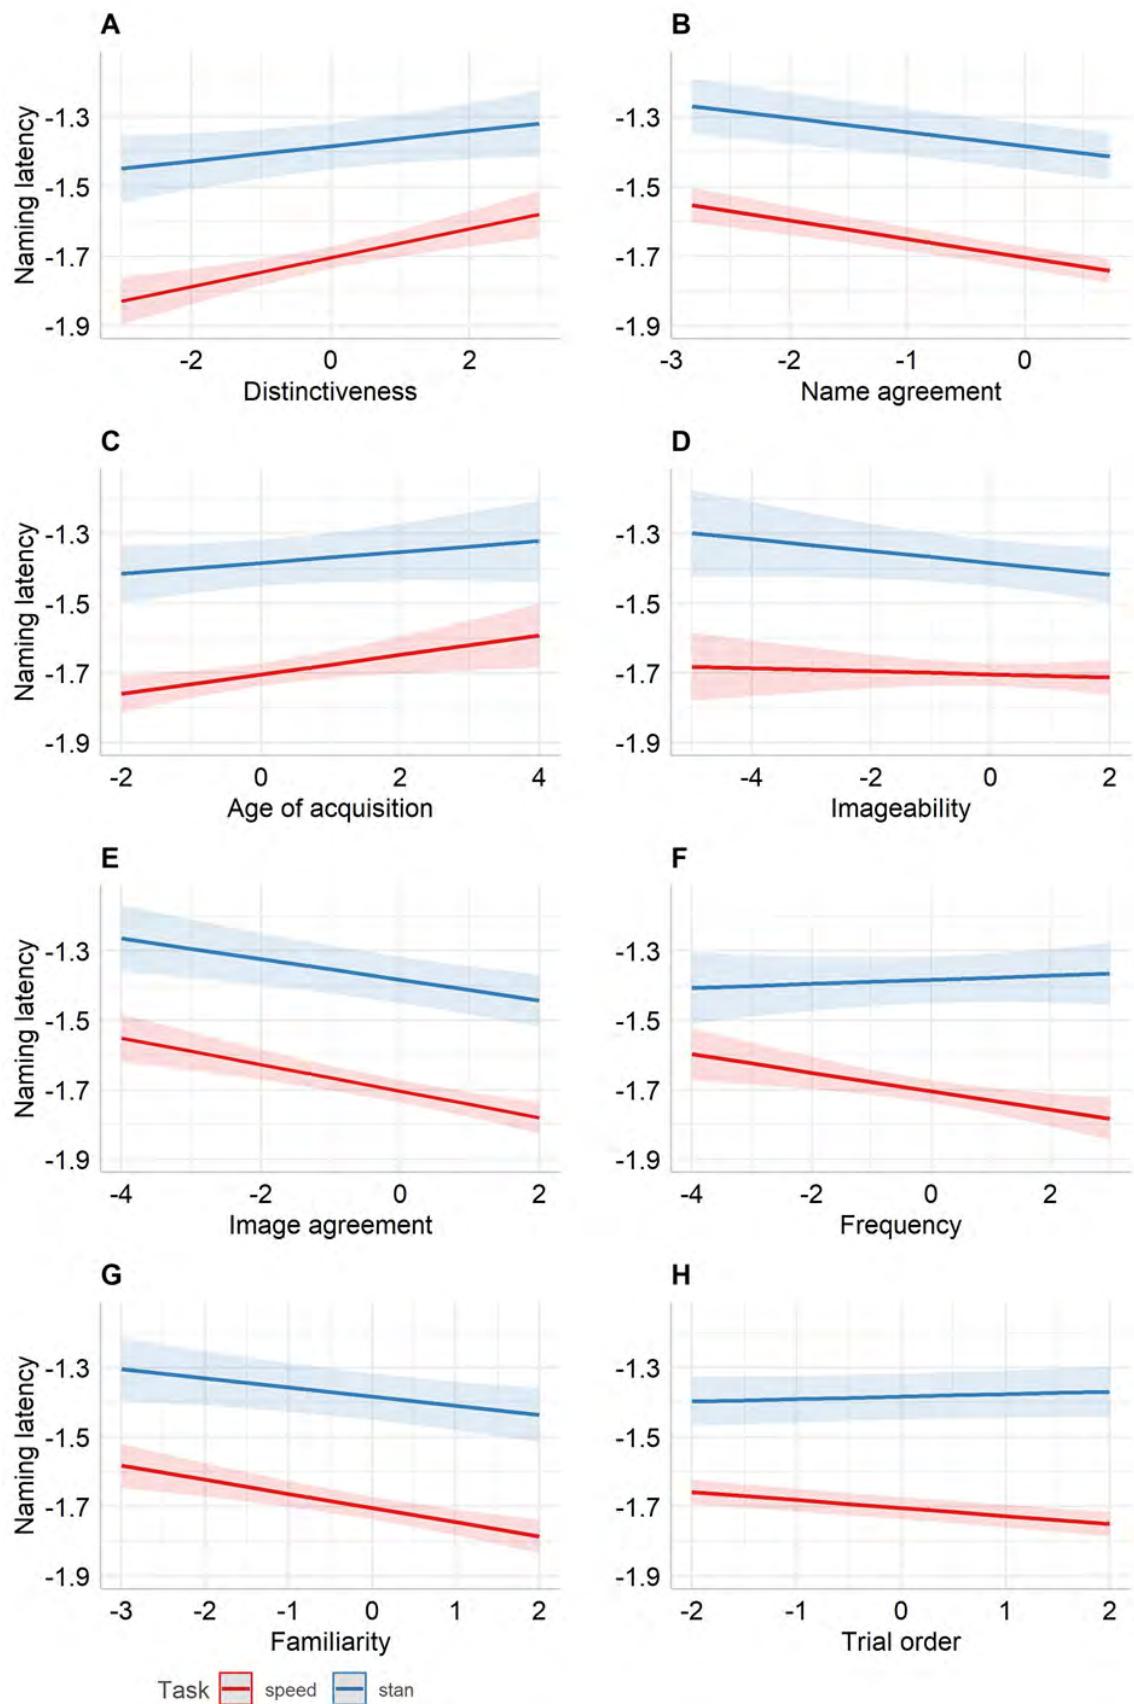 A B
Naming latency
-1.3 -1.3
-1.5 -1.5
-1.7 -1.7
-1.9 -1.9
-2 0 2 -3 -2 -1 0
Distinctiveness Name agreement
C D
Naming latency
-1.3 -1.3
-1.5 -1.5
-1.7 -1.7
-1.9 -1.9
-2 0 2 4 -4 -2 0 2
Age of acquisition Imageability
E F
Naming latency
-1.3 -1.3
-1.5 -1.5
-1.7 -1.7
-1.9 -1.9
-4 -2 0 2 -4 -2 0 2
Image agreement Frequency
G H
Naming latency
-1.3 -1.3
-1.5 -1.5
-1.7 -1.7
-1.9 -1.9
-3 -2 -1 0 1 2 -2 -1 0 1 2
Familiarity Trial order
Task speed stan